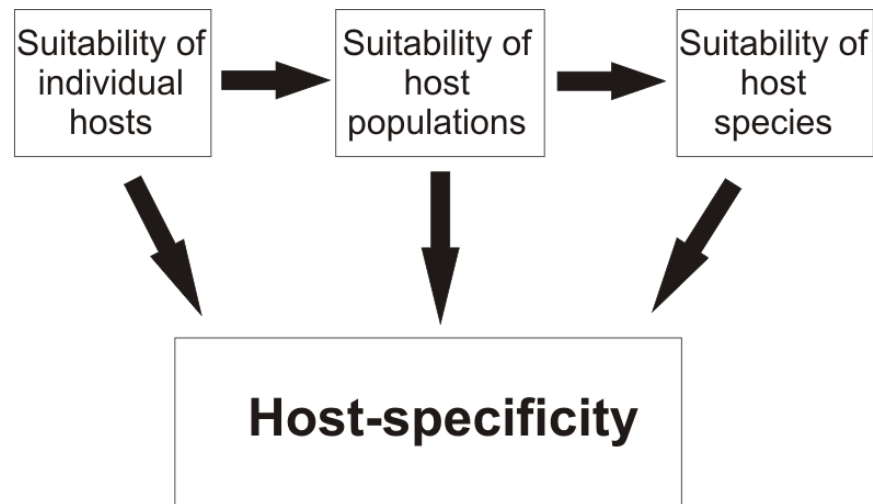 Suitability of
individual
hosts
Suitability of
host
populations
Suitability of
host
species
Host-specificity